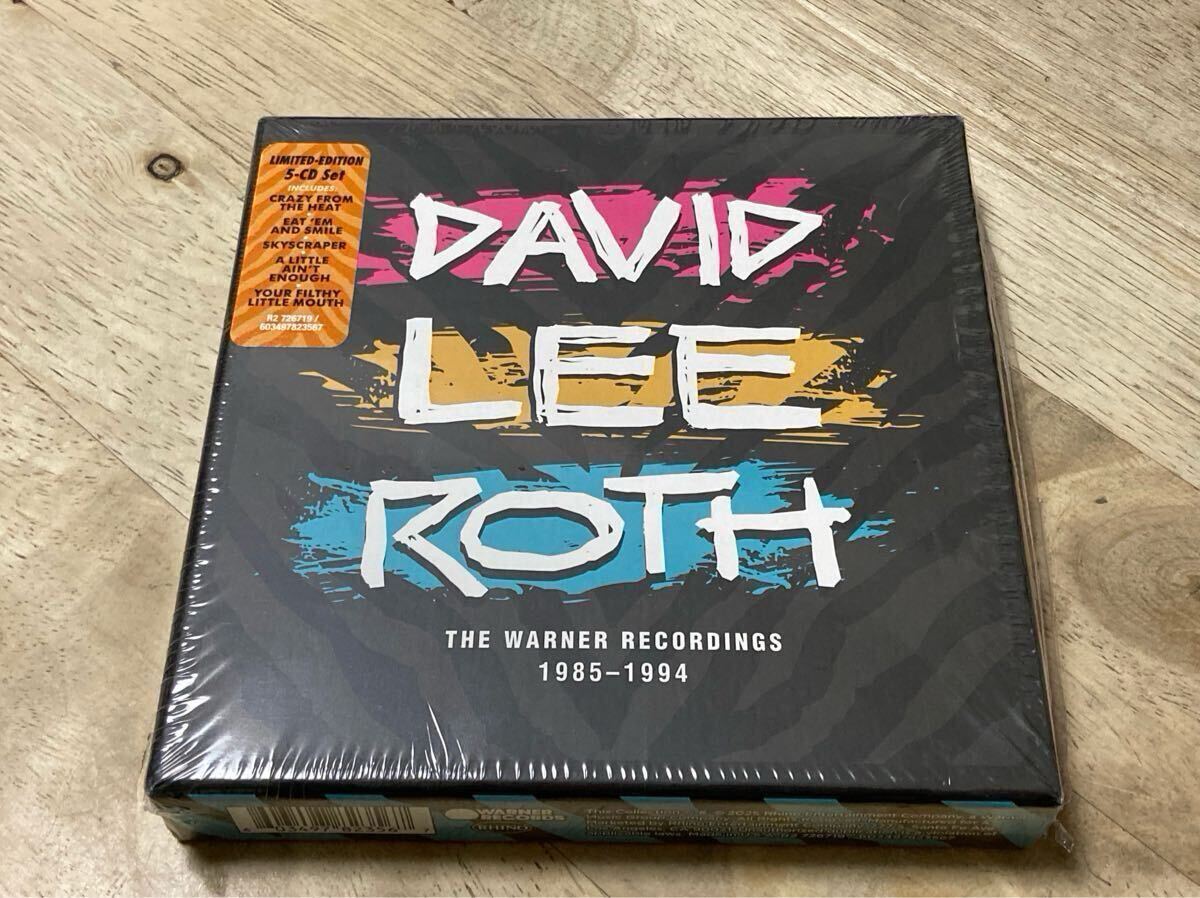 LIMITED-EDITION
5-CD Set
INCLUDES:
CRAZY FROM
THE HEAT
EAT 'EM
AND SMILE
SKYSCRAPER
A LITTLE
AIN'T
ENOUGH
YOUR FILTHY
LITTLE MOUTH
R2 726719 /
603497823567
DAVID
LEE
ROTH
THE WARNER RECORDINGS
1985–1994
WARNER
RECORDS
RHINO